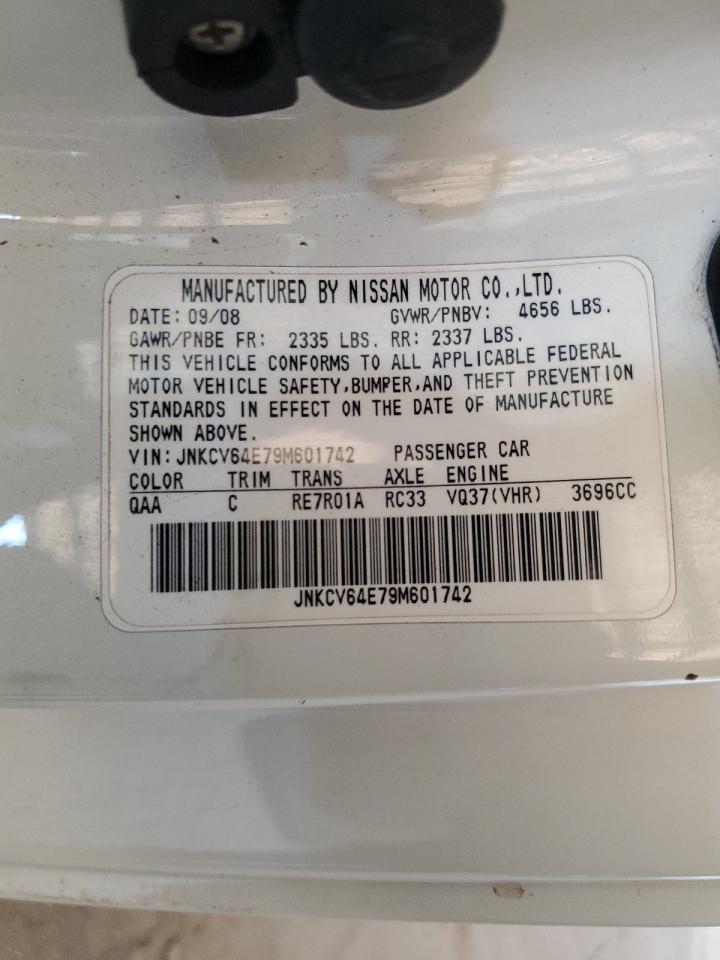 MANUFACTURED BY NISSAN MOTOR CO.,LTD.
DATE: 09/08 GVWR/PNBV: 4656 LBS.
GAWR/PNBE FR: 2335 LBS. RR: 2337 LBS.
THIS VEHICLE CONFORMS TO ALL APPLICABLE FEDERAL
MOTOR VEHICLE SAFETY,BUMPER,AND THEFT PREVENTION
STANDARDS IN EFFECT ON THE DATE OF MANUFACTURE
SHOWN ABOVE.
VIN: JNKCV64E79M601742 PASSENGER CAR
COLOR TRIM TRANS AXLE ENGINE
QAA C RE7R01A RC33 VQ37(VHR) 3696CC
JNKCV64E79M601742